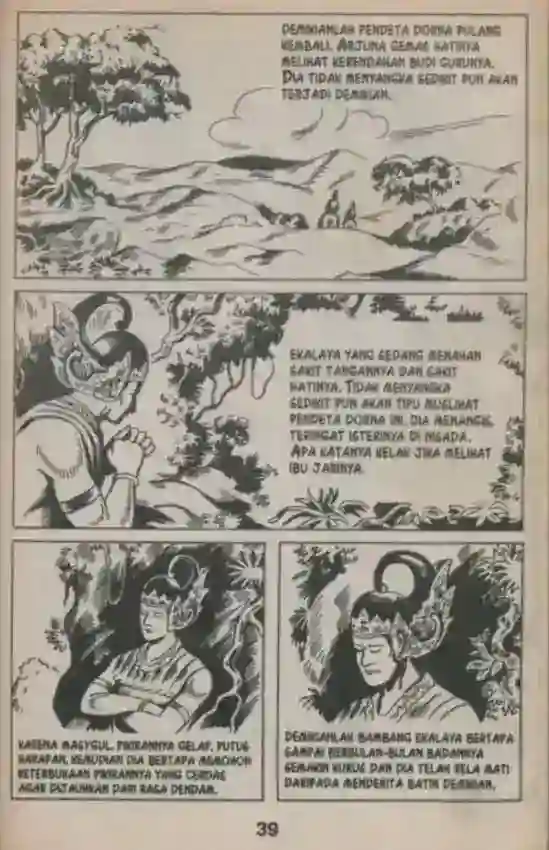 DEMIKIANLAH PENDETA DORNA PULANG
KEMBALI. ARJUNA GEMAS HATINYA
MELIHAT KERENDAHAN BUDI GURUNYA.
DIA TIDAK MENYANGKA SEDIKIT PUN AKAN
TERJADI DEMIKIAN.
EKALAYA YANG SEDANG MENAHAN
SAKIT TANGANNYA DAN SAKIT
HATINYA. TIDAK MENYANGKA
SEDIKIT PUN AKAN TIPU MUSLIHAT
PENDETA DORNA INI. DIA MENANGIS,
TERINGAT ISTERINYA DI NISADA.
APA KATANYA KELAK JIKA MELIHAT
IBU JARINYA.
KARENA MASYGUL, PIKIRANNYA GELAP, PUTUS
HARAPAN, KEMUDIAN DIA BERTAPA MEMOHON
KETERBUKAAN PIKIRANNYA YANG CERDAS
AGAR DIJAUHKAN DARI RASA DENDAM.
DEMIKIANLAH BAMBANG EKALAYA BERTAPA
SAMPAI BERBULAN-BULAN BADANNYA
SEMAKIN KURUS DAN DIA TELAH RELA MATI
DARIPADA MENDERITA BATIN DEMIKIAN.
39